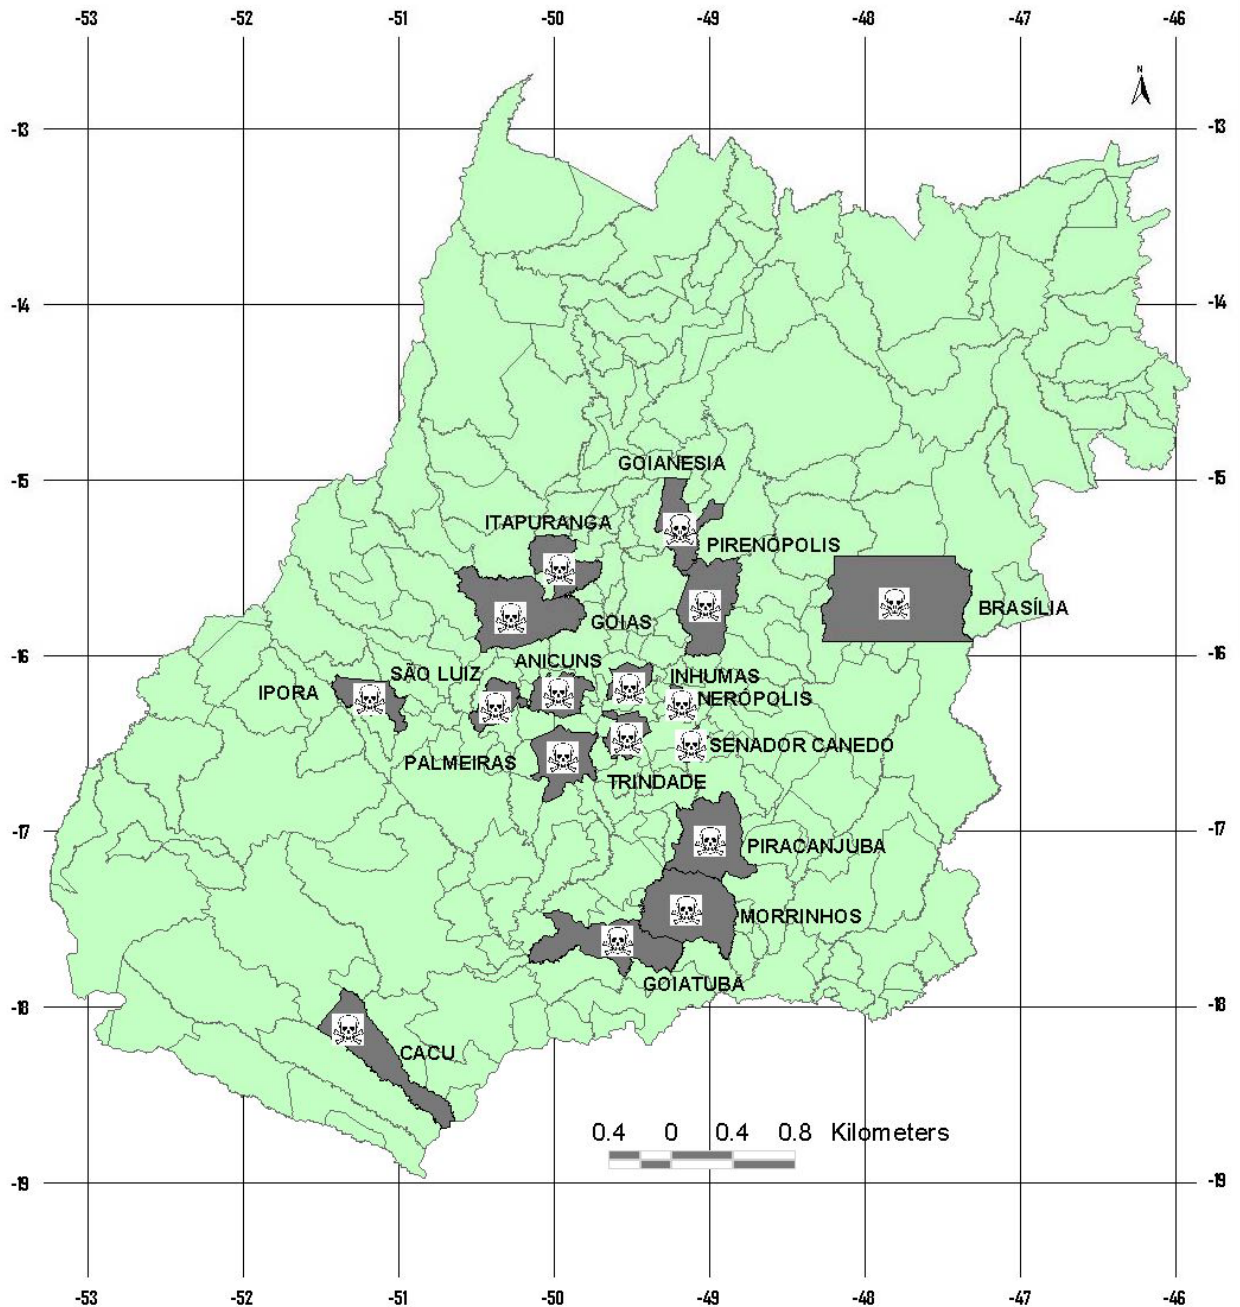 -53 -52 -51 -50 -49 -48 -47 -46
N
-13 -13
-14 -14
GOIANESIA
-15 -15
ITAPURANGA
PIRENÓPOLIS
BRASÍLIA
GOIAS
-16 -16
ANICUNS
SÃO LUIZ INHUMAS
IPORA NERÓPOLIS
SENADOR CANEDO
PALMEIRAS
TRINDADE
-17 -17
PIRACANJUBA
MORRINHOS
GOIATUBA
-18 -18
CACU
0.4 0 0.4 0.8 Kilometers
-19 -19
-53 -52 -51 -50 -49 -48 -47 -46